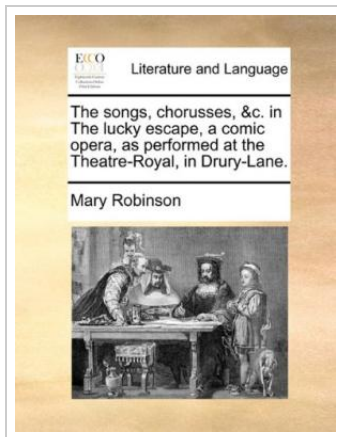 ECCO
Literature and Language
The songs, chorusses, &c. in
The lucky escape, a comic
opera, as performed at the
Theatre-Royal, in Drury-Lane.
Mary Robinson